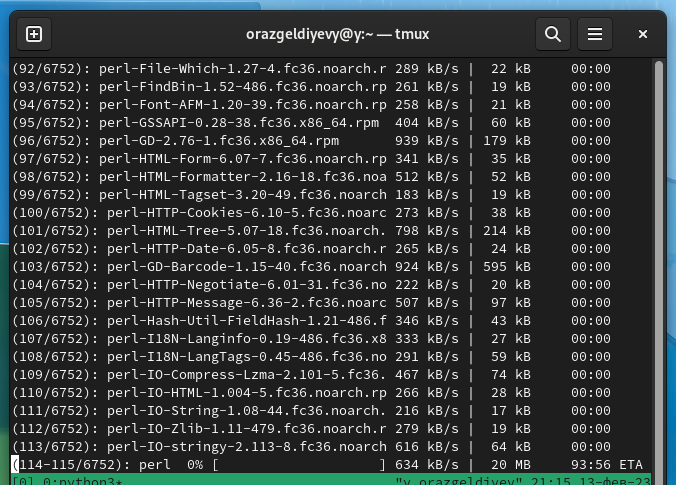 orazgeldiyevy@y:~ — tmux
(92/6752): perl-File-Which-1.27-4.fc36.noarch.r 289 kB/s |  22 kB     00:00
(93/6752): perl-FindBin-1.52-486.fc36.noarch.rp 261 kB/s |  19 kB     00:00
(94/6752): perl-Font-AFM-1.20-39.fc36.noarch.rp 258 kB/s |  21 kB     00:00
(95/6752): perl-GSSAPI-0.28-38.fc36.x86_64.rpm  404 kB/s |  60 kB     00:00
(96/6752): perl-GD-2.76-1.fc36.x86_64.rpm       939 kB/s | 179 kB     00:00
(97/6752): perl-HTML-Form-6.07-7.fc36.noarch.rp 341 kB/s |  35 kB     00:00
(98/6752): perl-HTML-Formatter-2.16-18.fc36.noa 512 kB/s |  52 kB     00:00
(99/6752): perl-HTML-Tagset-3.20-49.fc36.noarch 183 kB/s |  19 kB     00:00
(100/6752): perl-HTTP-Cookies-6.10-5.fc36.noarc 273 kB/s |  38 kB     00:00
(101/6752): perl-HTML-Tree-5.07-18.fc36.noarch. 798 kB/s | 214 kB     00:00
(102/6752): perl-HTTP-Date-6.05-8.fc36.noarch.r 265 kB/s |  24 kB     00:00
(103/6752): perl-GD-Barcode-1.15-40.fc36.noarch 924 kB/s | 595 kB     00:00
(104/6752): perl-HTTP-Negotiate-6.01-31.fc36.no 222 kB/s |  20 kB     00:00
(105/6752): perl-HTTP-Message-6.36-2.fc36.noarc 507 kB/s |  97 kB     00:00
(106/6752): perl-Hash-Util-FieldHash-1.21-486.f 346 kB/s |  43 kB     00:00
(107/6752): perl-I18N-Langinfo-0.19-486.fc36.x8 333 kB/s |  27 kB     00:00
(108/6752): perl-I18N-LangTags-0.45-486.fc36.no 291 kB/s |  59 kB     00:00
(109/6752): perl-IO-Compress-Lzma-2.101-5.fc36. 467 kB/s |  74 kB     00:00
(110/6752): perl-IO-HTML-1.004-5.fc36.noarch.rp 266 kB/s |  28 kB     00:00
(111/6752): perl-IO-String-1.08-44.fc36.noarch. 216 kB/s |  17 kB     00:00
(112/6752): perl-IO-Zlib-1.11-479.fc36.noarch.r 279 kB/s |  19 kB     00:00
(113/6752): perl-IO-stringy-2.113-8.fc36.noarch 616 kB/s |  64 kB     00:00
(114-115/6752): perl  0% [                    ] 634 kB/s |  20 MB     93:56 ETA
[0] 0:python3* "y.orazgeldiyev" 21:15 13-фев-23